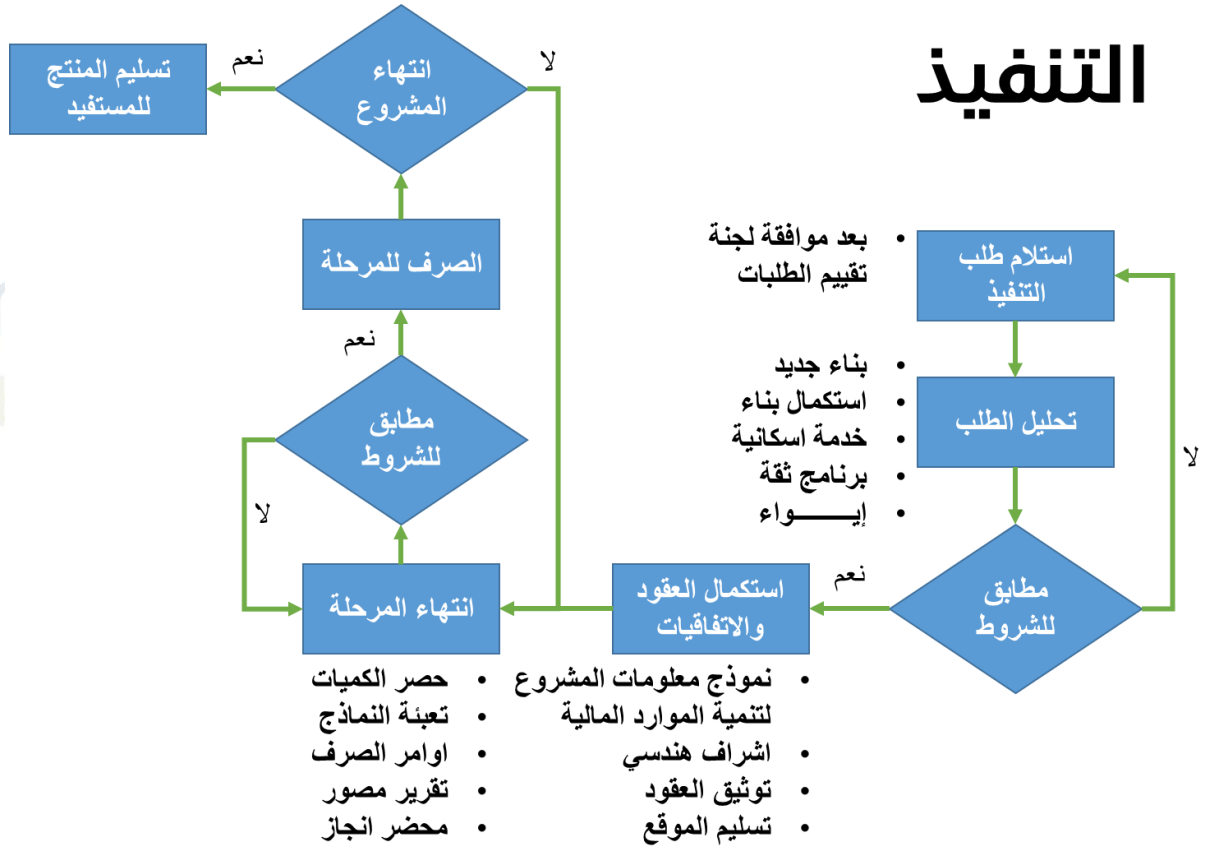 التنفيذ
استلام طلب
التنفيذ
• بعد موافقة لجنة
تقييم الطلبات
تحليل الطلب
• بناء جديد
• استكمال بناء
• خدمة اسكانية
• برنامج ثقة
• إيـــــــواء
مطابق
للشروط
لا
نعم
استكمال العقود
والاتفاقيات
• نموذج معلومات المشروع
لتنمية الموارد المالية
• اشراف هندسي
• توثيق العقود
• تسليم الموقع
انتهاء المرحلة
• حصر الكميات
• تعبئة النماذج
• اوامر الصرف
• تقرير مصور
• محضر انجاز
مطابق
للشروط
لا
نعم
الصرف للمرحلة
انتهاء
المشروع
لا
نعم
تسليم المنتج
للمستفيد